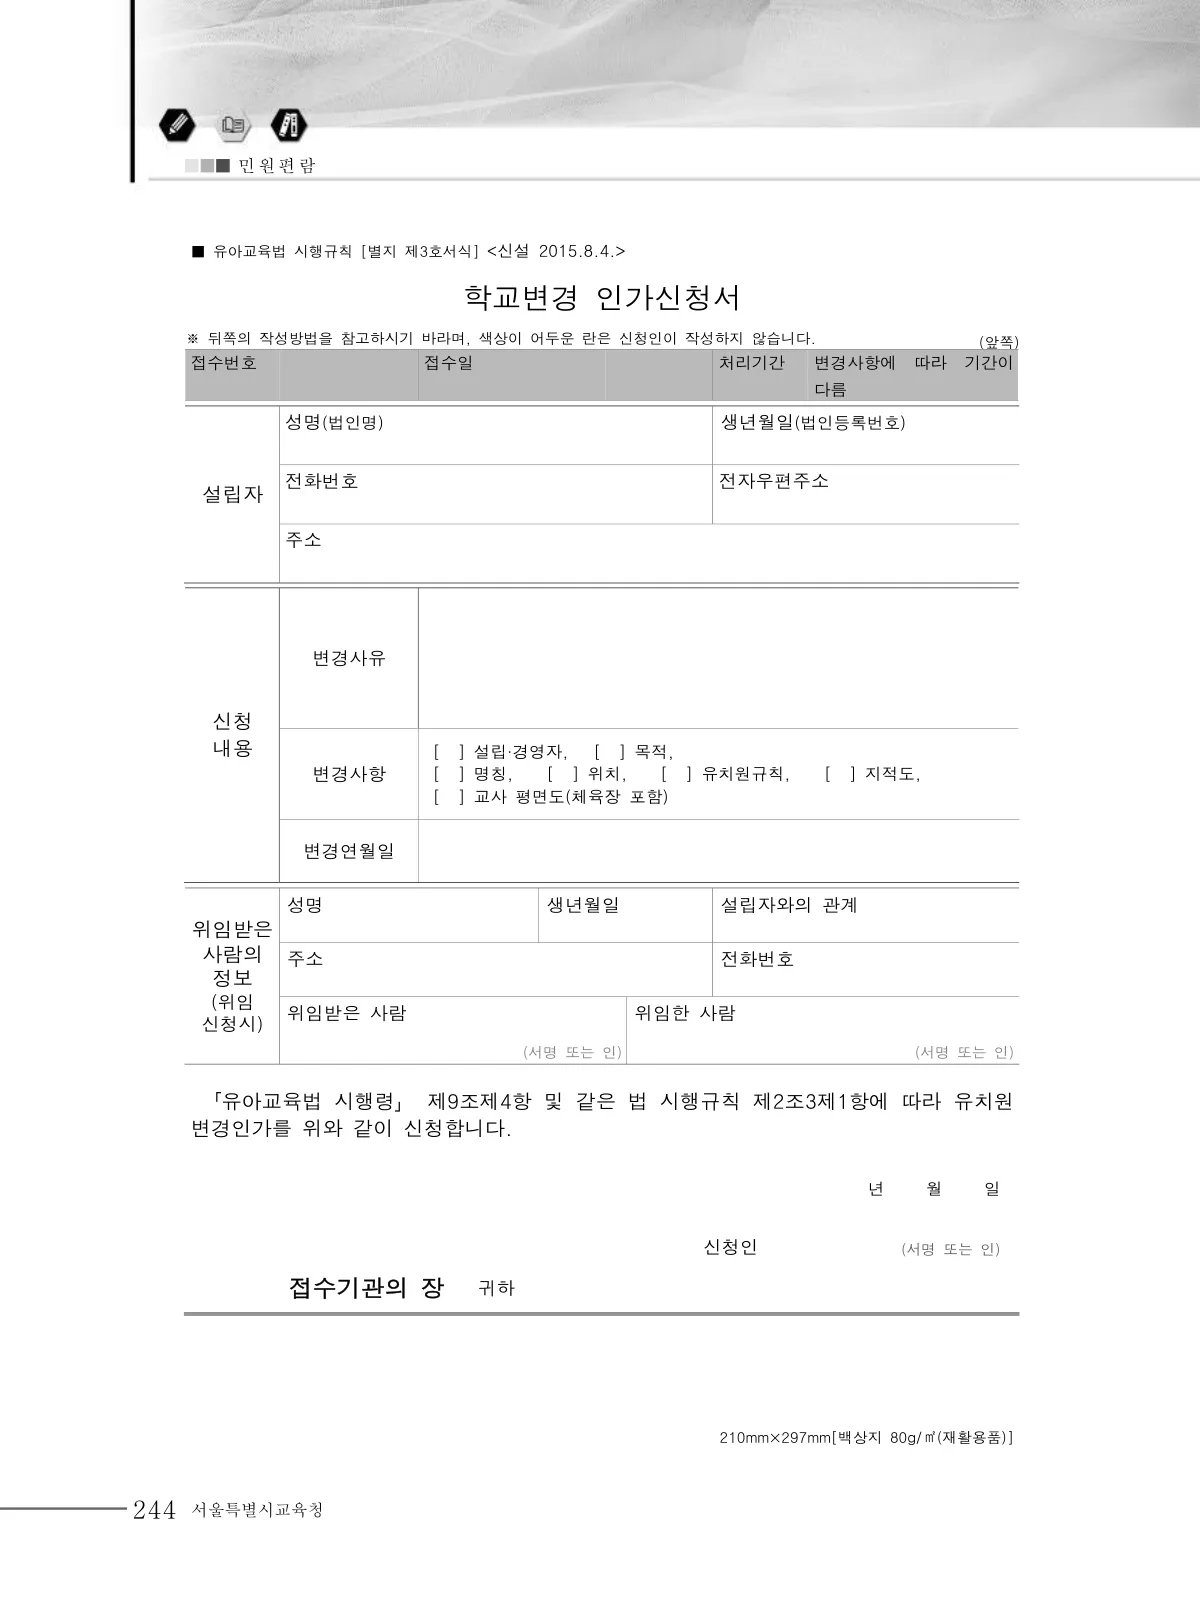 민원편람
■ 유아교육법 시행규칙 [별지 제3호서식] <신설 2015.8.4.>
학교변경 인가신청서
※ 뒤쪽의 작성방법을 참고하시기 바라며, 색상이 어두운 란은 신청인이 작성하지 않습니다.
(앞쪽)
접수번호 접수일 처리기간 변경사항에 따라 기간이
다름
설립자
성명(법인명) 생년월일(법인등록번호)
전화번호 전자우편주소
주소
신청
내용
변경사유
변경사항
[ ] 설립·경영자, [ ] 목적,
[ ] 명칭, [ ] 위치, [ ] 유치원규칙, [ ] 지적도,
[ ] 교사 평면도(체육장 포함)
변경연월일
위임받은
사람의
정보
(위임
신청시)
성명 생년월일 설립자와의 관계
주소 전화번호
위임받은 사람 위임한 사람
(서명 또는 인) (서명 또는 인)
「유아교육법 시행령」 제9조제4항 및 같은 법 시행규칙 제2조3제1항에 따라 유치원
변경인가를 위와 같이 신청합니다.
년 월 일
신청인 (서명 또는 인)
접수기관의 장 귀하
210mm×297mm[백상지 80g/㎡(재활용품)]
244 서울특별시교육청